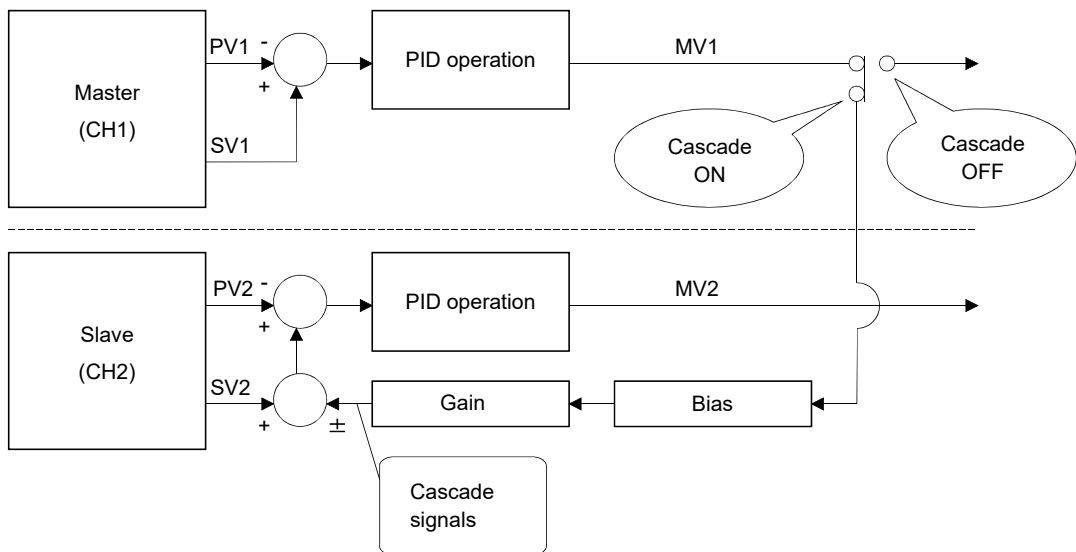 PV1
-
+
SV1
Master
(CH1)
PID operation
MV1
Cascade
ON
Cascade
OFF
PV2
-
+
Slave
(CH2)
SV2
+
±
PID operation
MV2
Gain
Bias
Cascade
signals